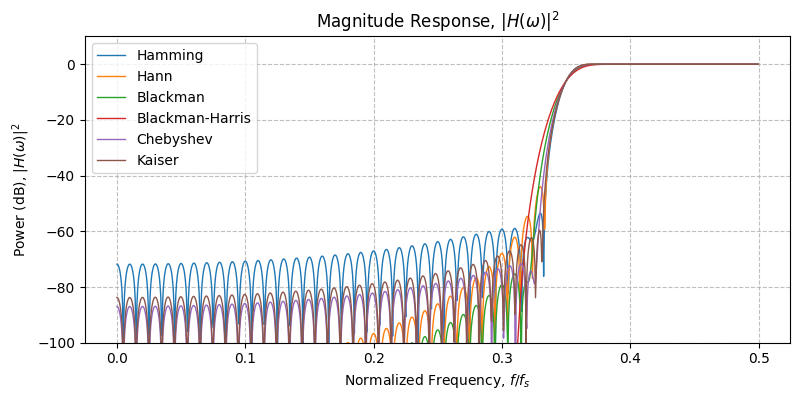 Magnitude Response, |H(ω)|²
Hamming
Hann
Blackman
Blackman-Harris
Chebyshev
Kaiser
Power (dB), |H(ω)|²
0
−20
−40
−60
−80
−100
0.0 0.1 0.2 0.3 0.4 0.5
Normalized Frequency, f/fₛ